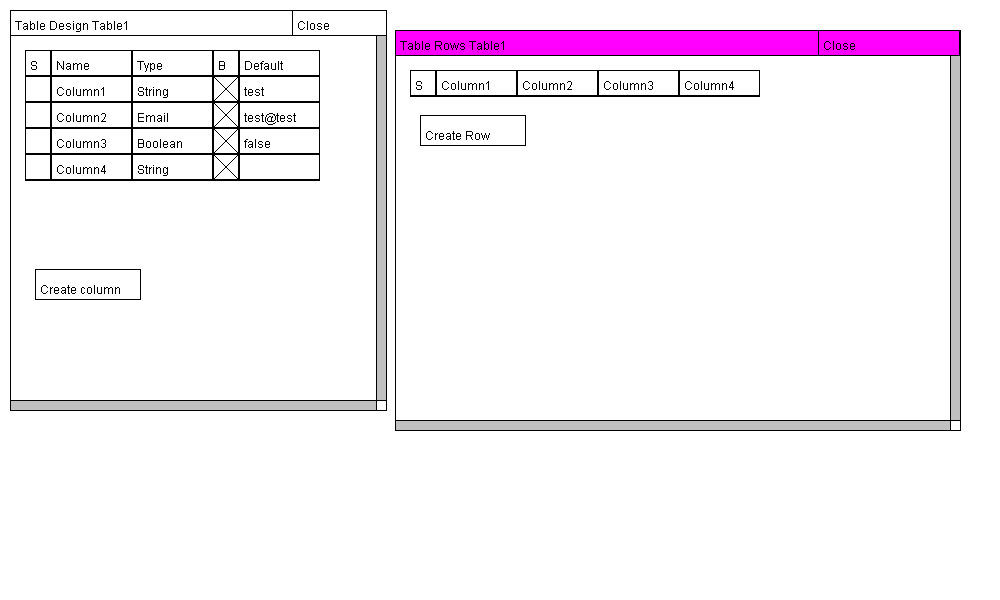 Table Design Table1 Close
S Name Type B Default
Column1 String test
Column2 Email test@test
Column3 Boolean false
Column4 String
Create column
Table Rows Table1 Close
S Column1 Column2 Column3 Column4
Create Row